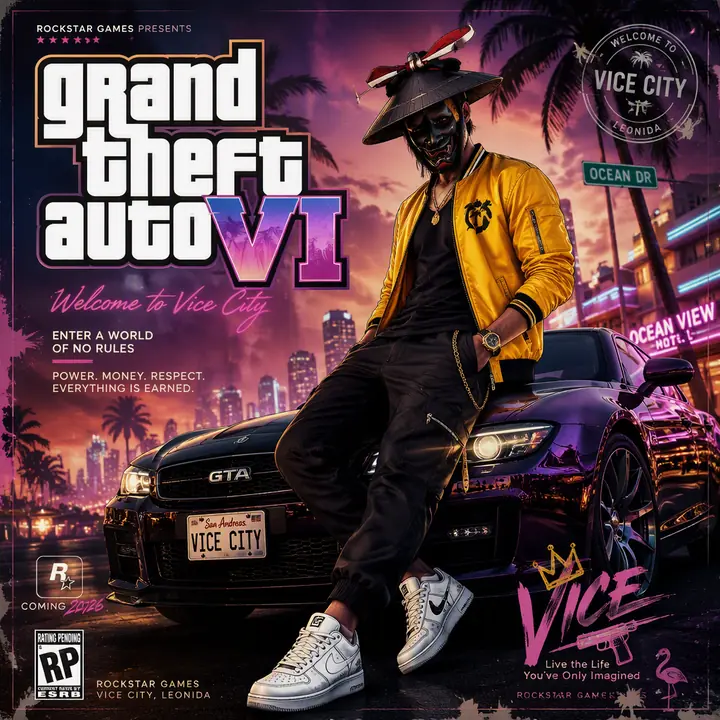 ROCKSTAR GAMES PRESENTS
grand
theft
auto VI
Welcome to Vice City
ENTER A WORLD
OF NO RULES
POWER. MONEY. RESPECT.
EVERYTHING IS EARNED.
WELCOME TO
VICE CITY
LEONIDA
OCEAN DR
OCEAN VIEW
GTA
San Andreas
VICE CITY
R
COMING
RATING PENDING
RP
ESRB
ROCKSTAR GAMES
VICE CITY, LEONIDA
VICE
Live the Life
You've Only Imagined
ROCKSTAR